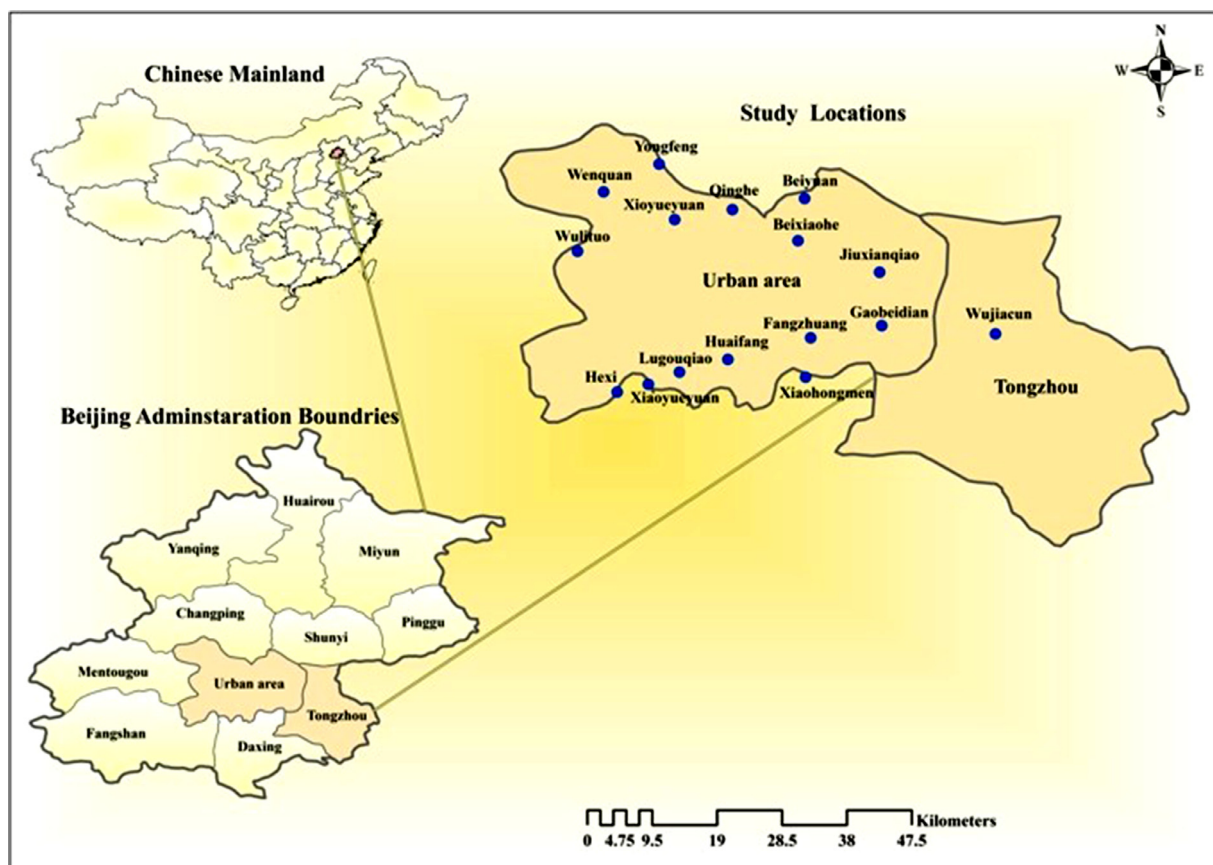 N
W E
S
Chinese Mainland
Study Locations
Yongfeng
Wenquan
Qinghe
Beiyuan
Xioyueyuan
Beixiaohe
Wulituo
Jiuxianqiao
Urban area
Gaobeidian
Fangzhuang
Wujiacun
Huaifang
Lugouqiao
Hexi
Xiaoyueyuan
Xiaohongmen
Tongzhou
Beijing Adminstaration Boundries
Huairou
Yanqing
Miyun
Changping
Pinggu
Shunyi
Mentougou
Urban area
Tongzhou
Fangshan
Daxing
Kilometers
0 4.75 9.5 19 28.5 38 47.5